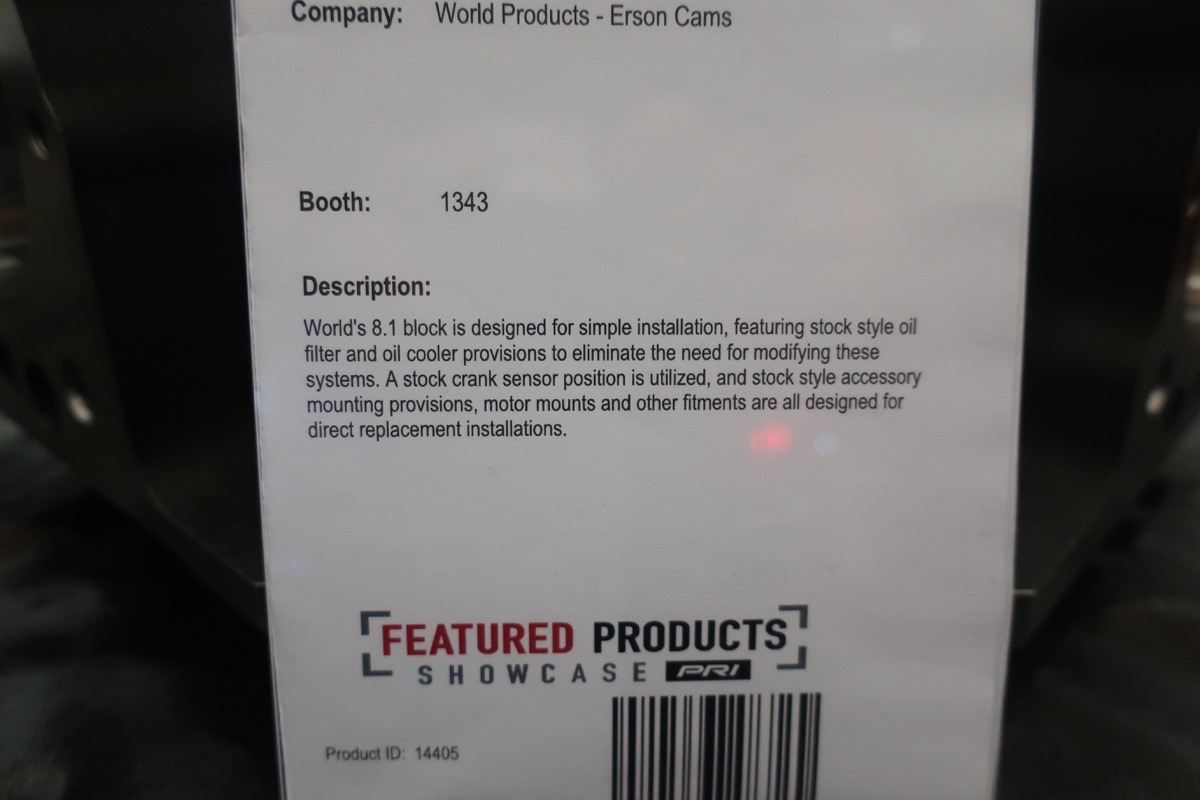 Company: World Products - Erson Cams
Booth: 1343
Description:
World's 8.1 block is designed for simple installation, featuring stock style oil
filter and oil cooler provisions to eliminate the need for modifying these
systems. A stock crank sensor position is utilized, and stock style accessory
mounting provisions, motor mounts and other fitments are all designed for
direct replacement installations.
FEATURED PRODUCTS
SHOWCASE PRI
Product ID: 14405